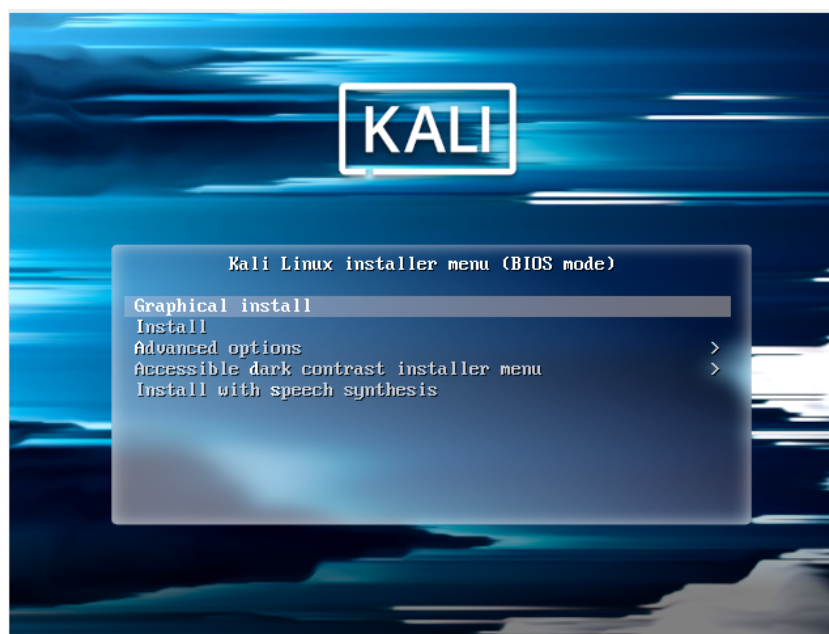 KALI
Kali Linux installer menu (BIOS mode)
Graphical install
Install
Advanced options >
Accessible dark contrast installer menu >
Install with speech synthesis